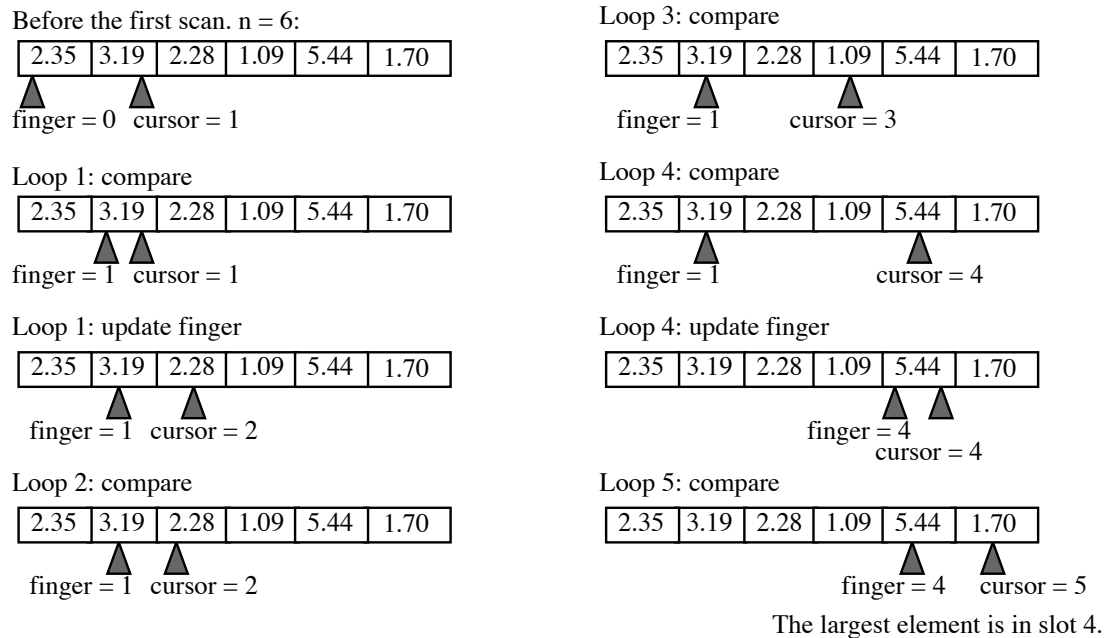 Before the first scan. n = 6:
2.35 3.19 2.28 1.09 5.44 1.70
finger = 0 cursor = 1
Loop 1: compare
2.35 3.19 2.28 1.09 5.44 1.70
finger = 1 cursor = 1
Loop 1: update finger
2.35 3.19 2.28 1.09 5.44 1.70
finger = 1 cursor = 2
Loop 2: compare
2.35 3.19 2.28 1.09 5.44 1.70
finger = 1 cursor = 2
Loop 3: compare
2.35 3.19 2.28 1.09 5.44 1.70
finger = 1 cursor = 3
Loop 4: compare
2.35 3.19 2.28 1.09 5.44 1.70
finger = 1 cursor = 4
Loop 4: update finger
2.35 3.19 2.28 1.09 5.44 1.70
finger = 4
cursor = 4
Loop 5: compare
2.35 3.19 2.28 1.09 5.44 1.70
finger = 4 cursor = 5
The largest element is in slot 4.